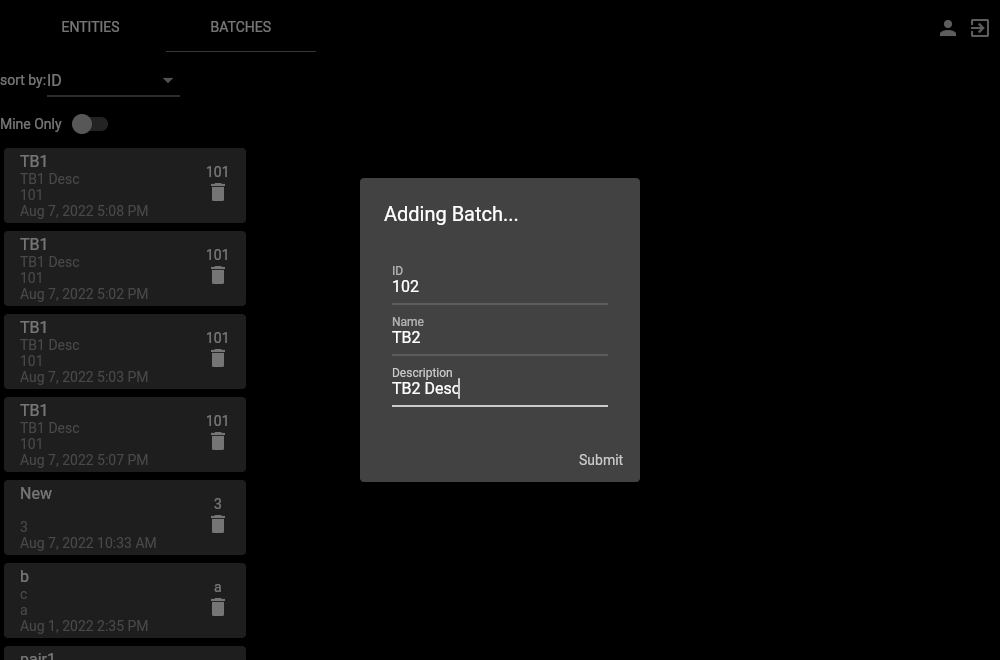 ENTITIES BATCHES
sort by: ID
Mine Only
TB1
TB1 Desc
101
Aug 7, 2022 5:08 PM
101
TB1
TB1 Desc
101
Aug 7, 2022 5:02 PM
101
TB1
TB1 Desc
101
Aug 7, 2022 5:03 PM
101
TB1
TB1 Desc
101
Aug 7, 2022 5:07 PM
101
New
3
Aug 7, 2022 10:33 AM
3
b
c
a
Aug 1, 2022 2:35 PM
a
pair1
Adding Batch...
ID
102
Name
TB2
Description
TB2 Desc
Submit